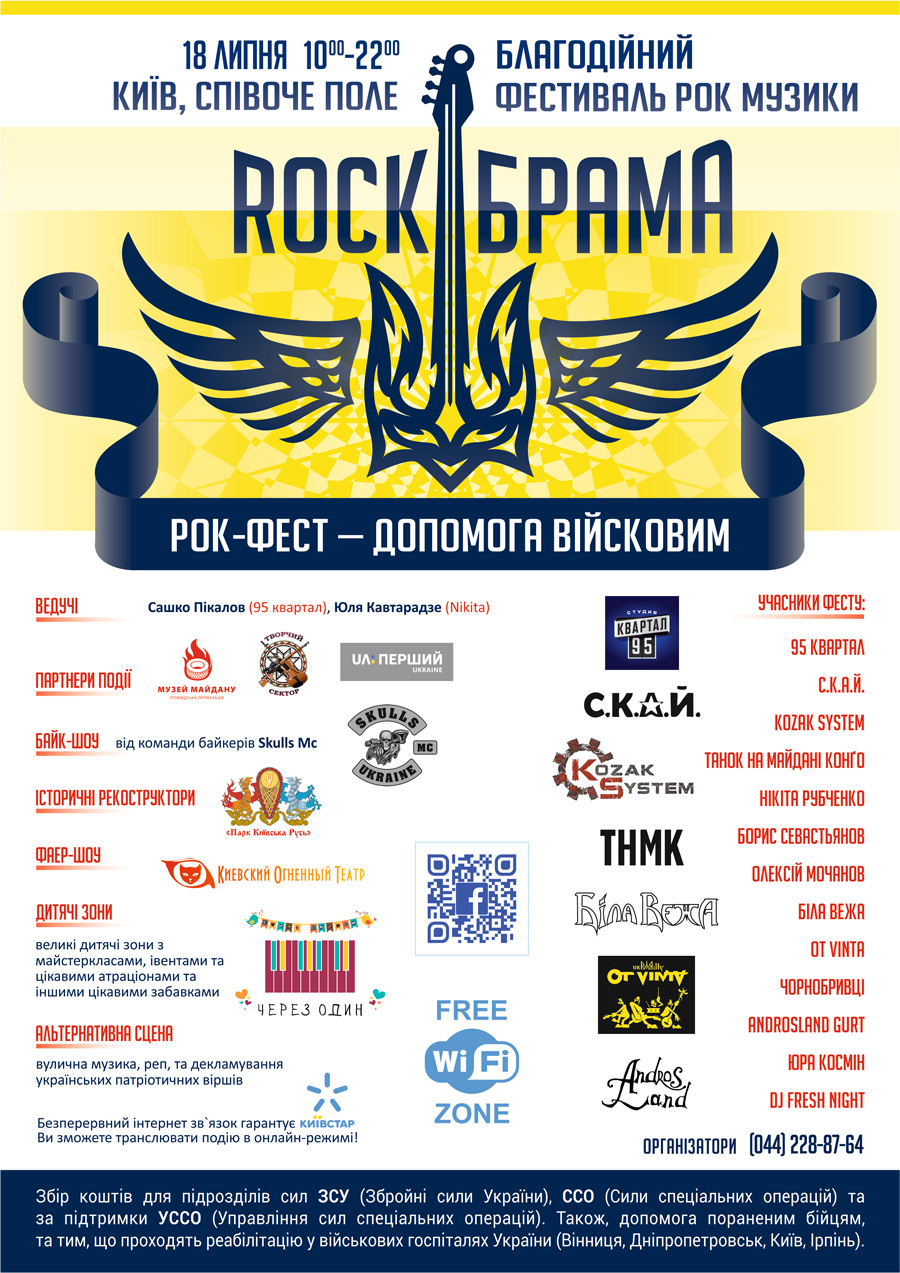 18 ЛИПНЯ 10⁰⁰-22⁰⁰
КИЇВ, СПІВОЧЕ ПОЛЕ
БЛАГОДІЙНИЙ
ФЕСТИВАЛЬ РОК МУЗИКИ
ROCK БРАМА
РОК-ФЕСТ — ДОПОМОГА ВІЙСКОВИМ
ВЕДУЧІ
Сашко Пікалов (95 квартал), Юля Кавтарадзе (Nikita)
ПАРТНЕРИ ПОДІЇ
МУЗЕЙ МАЙДАНУ
ГРОМАДСЬКА ОРГАНІЗАЦІЯ
ТВОРЧИЙ
СЕКТОР
UA:ПЕРШИЙ
UKRAINE
БАЙК-ШОУ
від команди байкерів Skulls Mc
SKULLS
MC
UKRAINE
ІСТОРИЧНІ РЕКОСТРУКТОРИ
«Парк Київська Русь»
ФАЕР-ШОУ
Киевский Огненный Театр
ДИТЯЧІ ЗОНИ
великі дитячі зони з
майстеркласами, івентами та
цікавими атраціонами та
іншими цікавими забавками
ЧЕРЕЗ ОДИН
АЛЬТЕРНАТИВНА СЦЕНА
вулична музика, реп, та декламування
українських патріотичних віршів
Безперервний інтернет зв`язок гарантує КИЇВСТАР
Ви зможете транслювати подію в онлайн-режимі!
FREE
Wi Fi
ZONE
СТУДИЯ
КВАРТАЛ
95
С.К.А.Й.
KOZAK
SYSTEM
ТНМК
БІЛА ВЕЖА
ОТ VINTA
Andros
Land
УЧАСНИКИ ФЕСТУ:
95 КВАРТАЛ
С.К.А.Й.
KOZAK SYSTEM
ТАНОК НА МАЙДАНІ КОНҐО
НІКІТА РУБЧЕНКО
БОРИС СЕВАСТЬЯНОВ
ОЛЕКСІЙ МОЧАНОВ
БІЛА ВЕЖА
OT VINTA
ЧОРНОБРИВЦІ
ANDROSLAND GURT
ЮРА КОСМІН
DJ FRESH NIGHT
ОРГАНІЗАТОРИ (044) 228-87-64
Збір коштів для підрозділів сил ЗСУ (Збройні сили України), ССО (Сили спеціальних операцій) та
за підтримки УССО (Управління сил спеціальних операцій). Також, допомога пораненим бійцям,
та тим, що проходять реабілітацію у військових госпіталях України (Вінниця, Дніпропетровськ, Київ, Ірпінь).